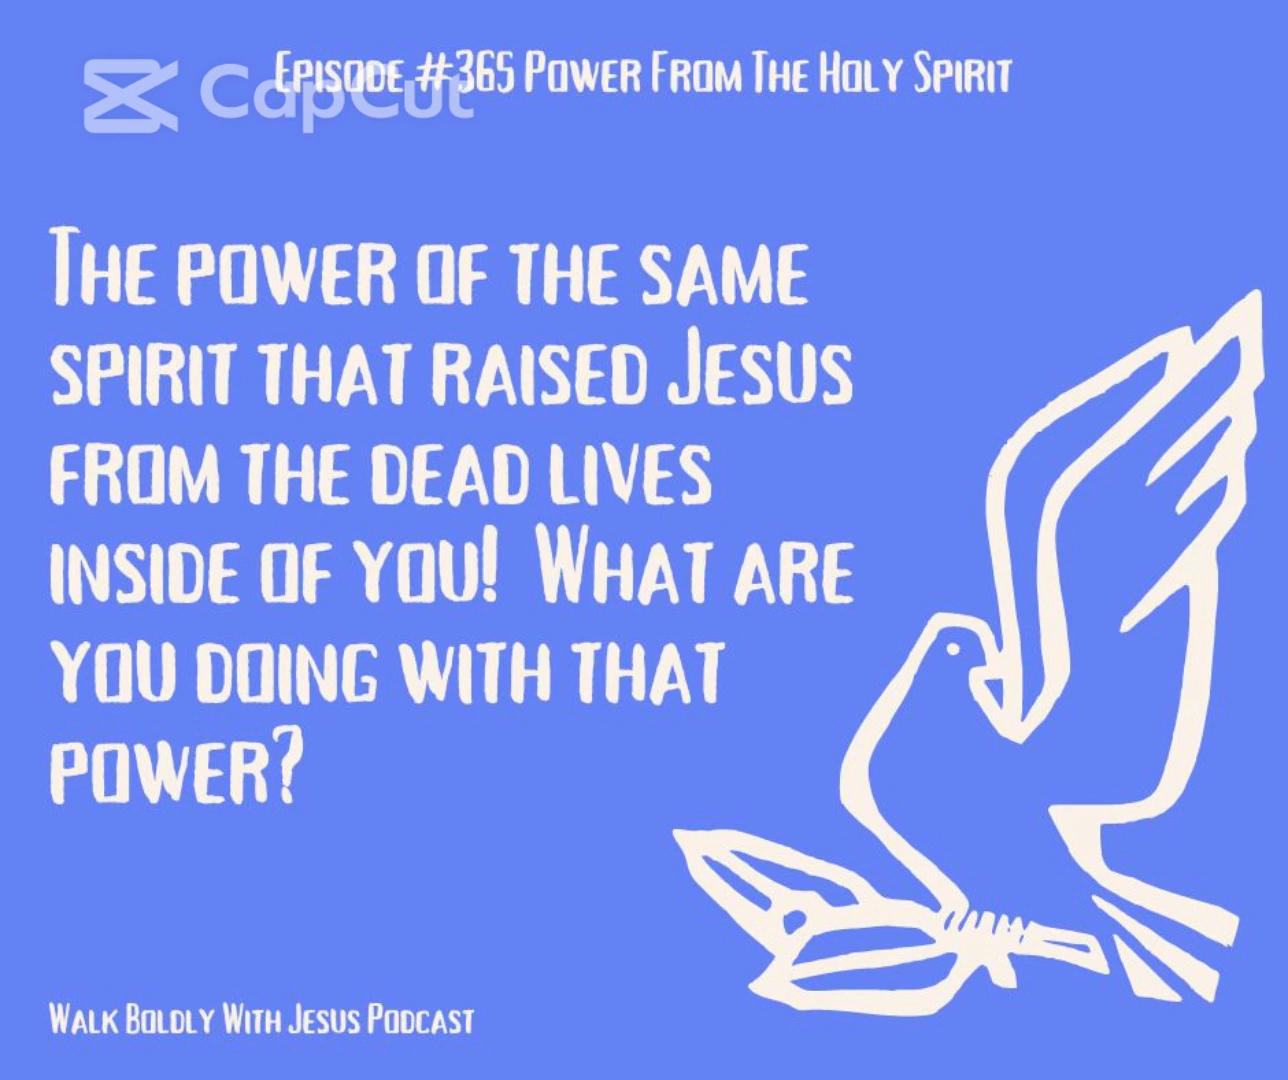 Episode #365 Power From The Holy Spirit
CapCut
The power of the same
spirit that raised Jesus
from the dead lives
inside of you! What are
you doing with that
power?
Walk Boldly With Jesus Podcast